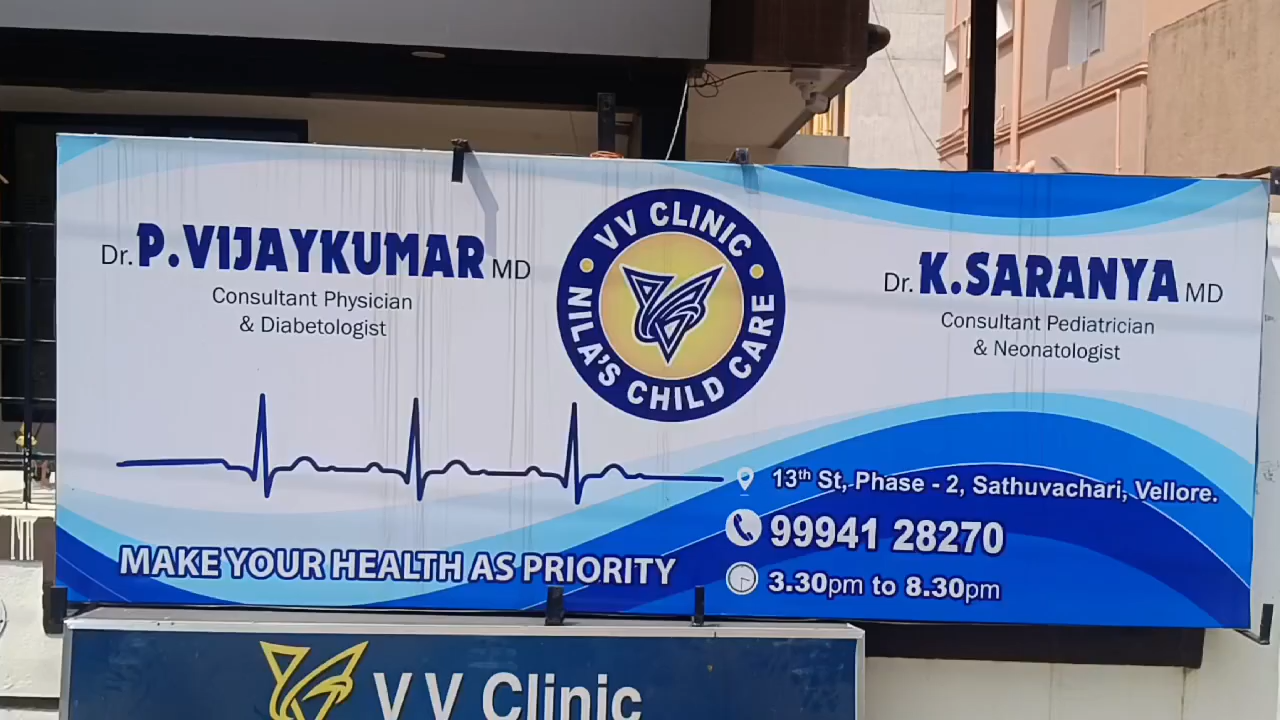 Dr. P.VIJAYKUMAR MD
Consultant Physician
& Diabetologist
VV CLINIC
NILA'S CHILD CARE
Dr. K.SARANYA MD
Consultant Pediatrician
& Neonatologist
13th St, Phase - 2, Sathuvachari, Vellore.
99941 28270
3.30pm to 8.30pm
MAKE YOUR HEALTH AS PRIORITY
V V Clinic